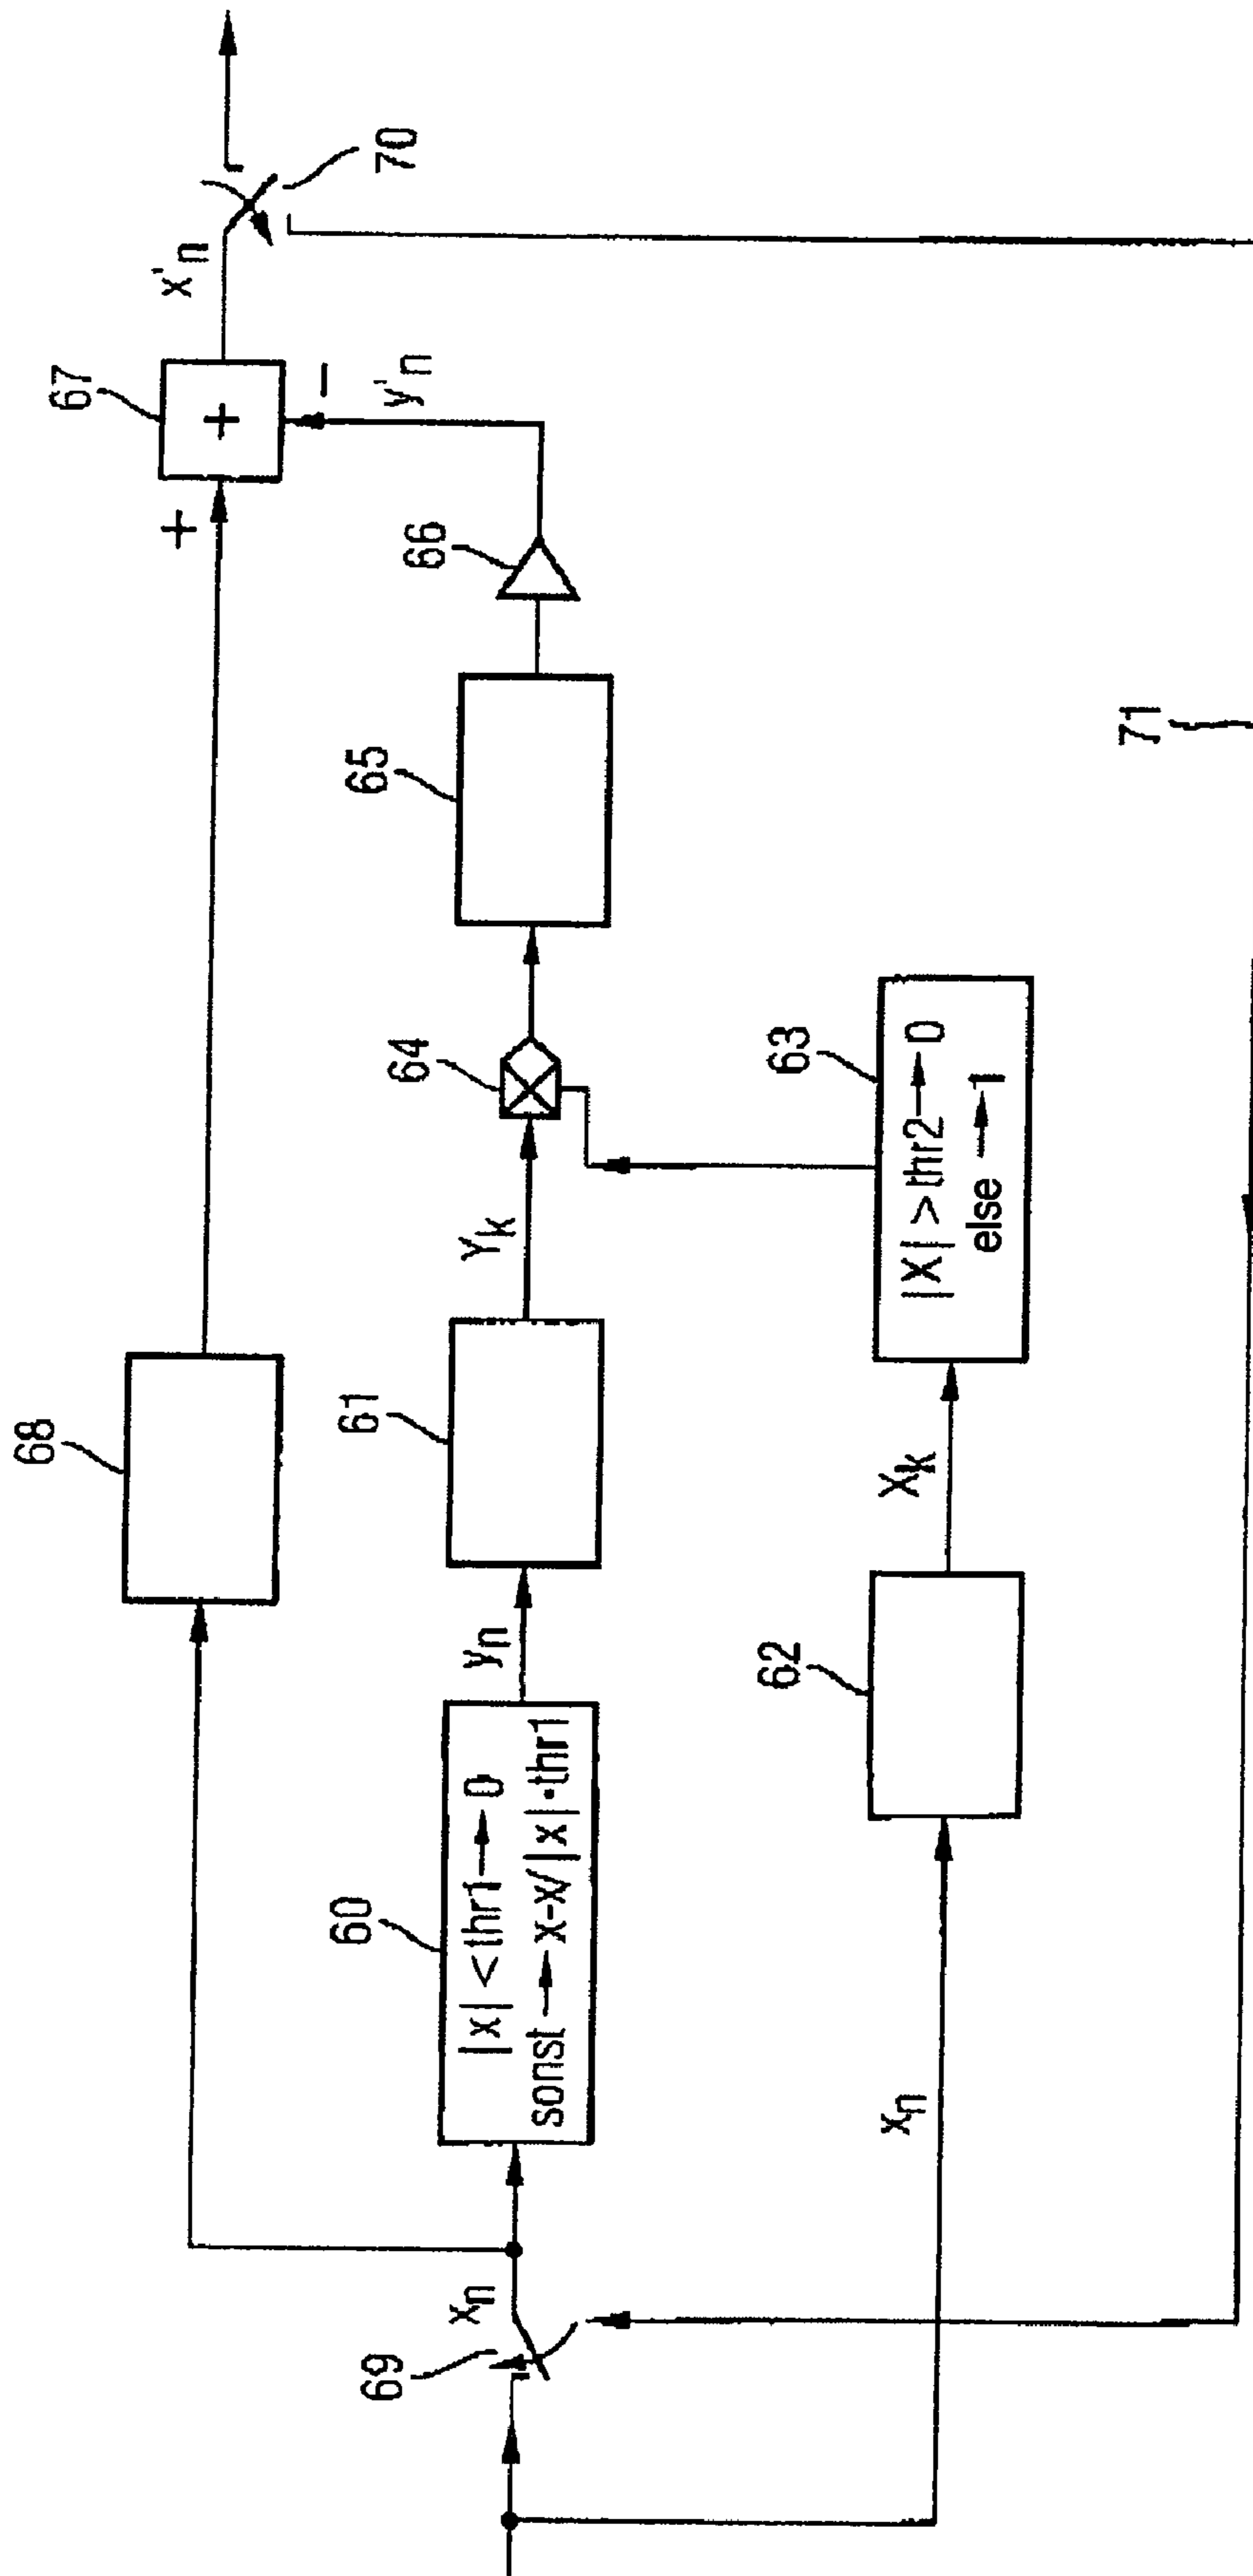 68
67
+
x'n
70
−
y'n
+
69
xn
60
|x| < thr1 → 0
sonst → x-x/|x|•thr1
yn
61
Yk
64
65
66
xn
62
Xk
63
|X| > thr2 → 0
else → 1
71